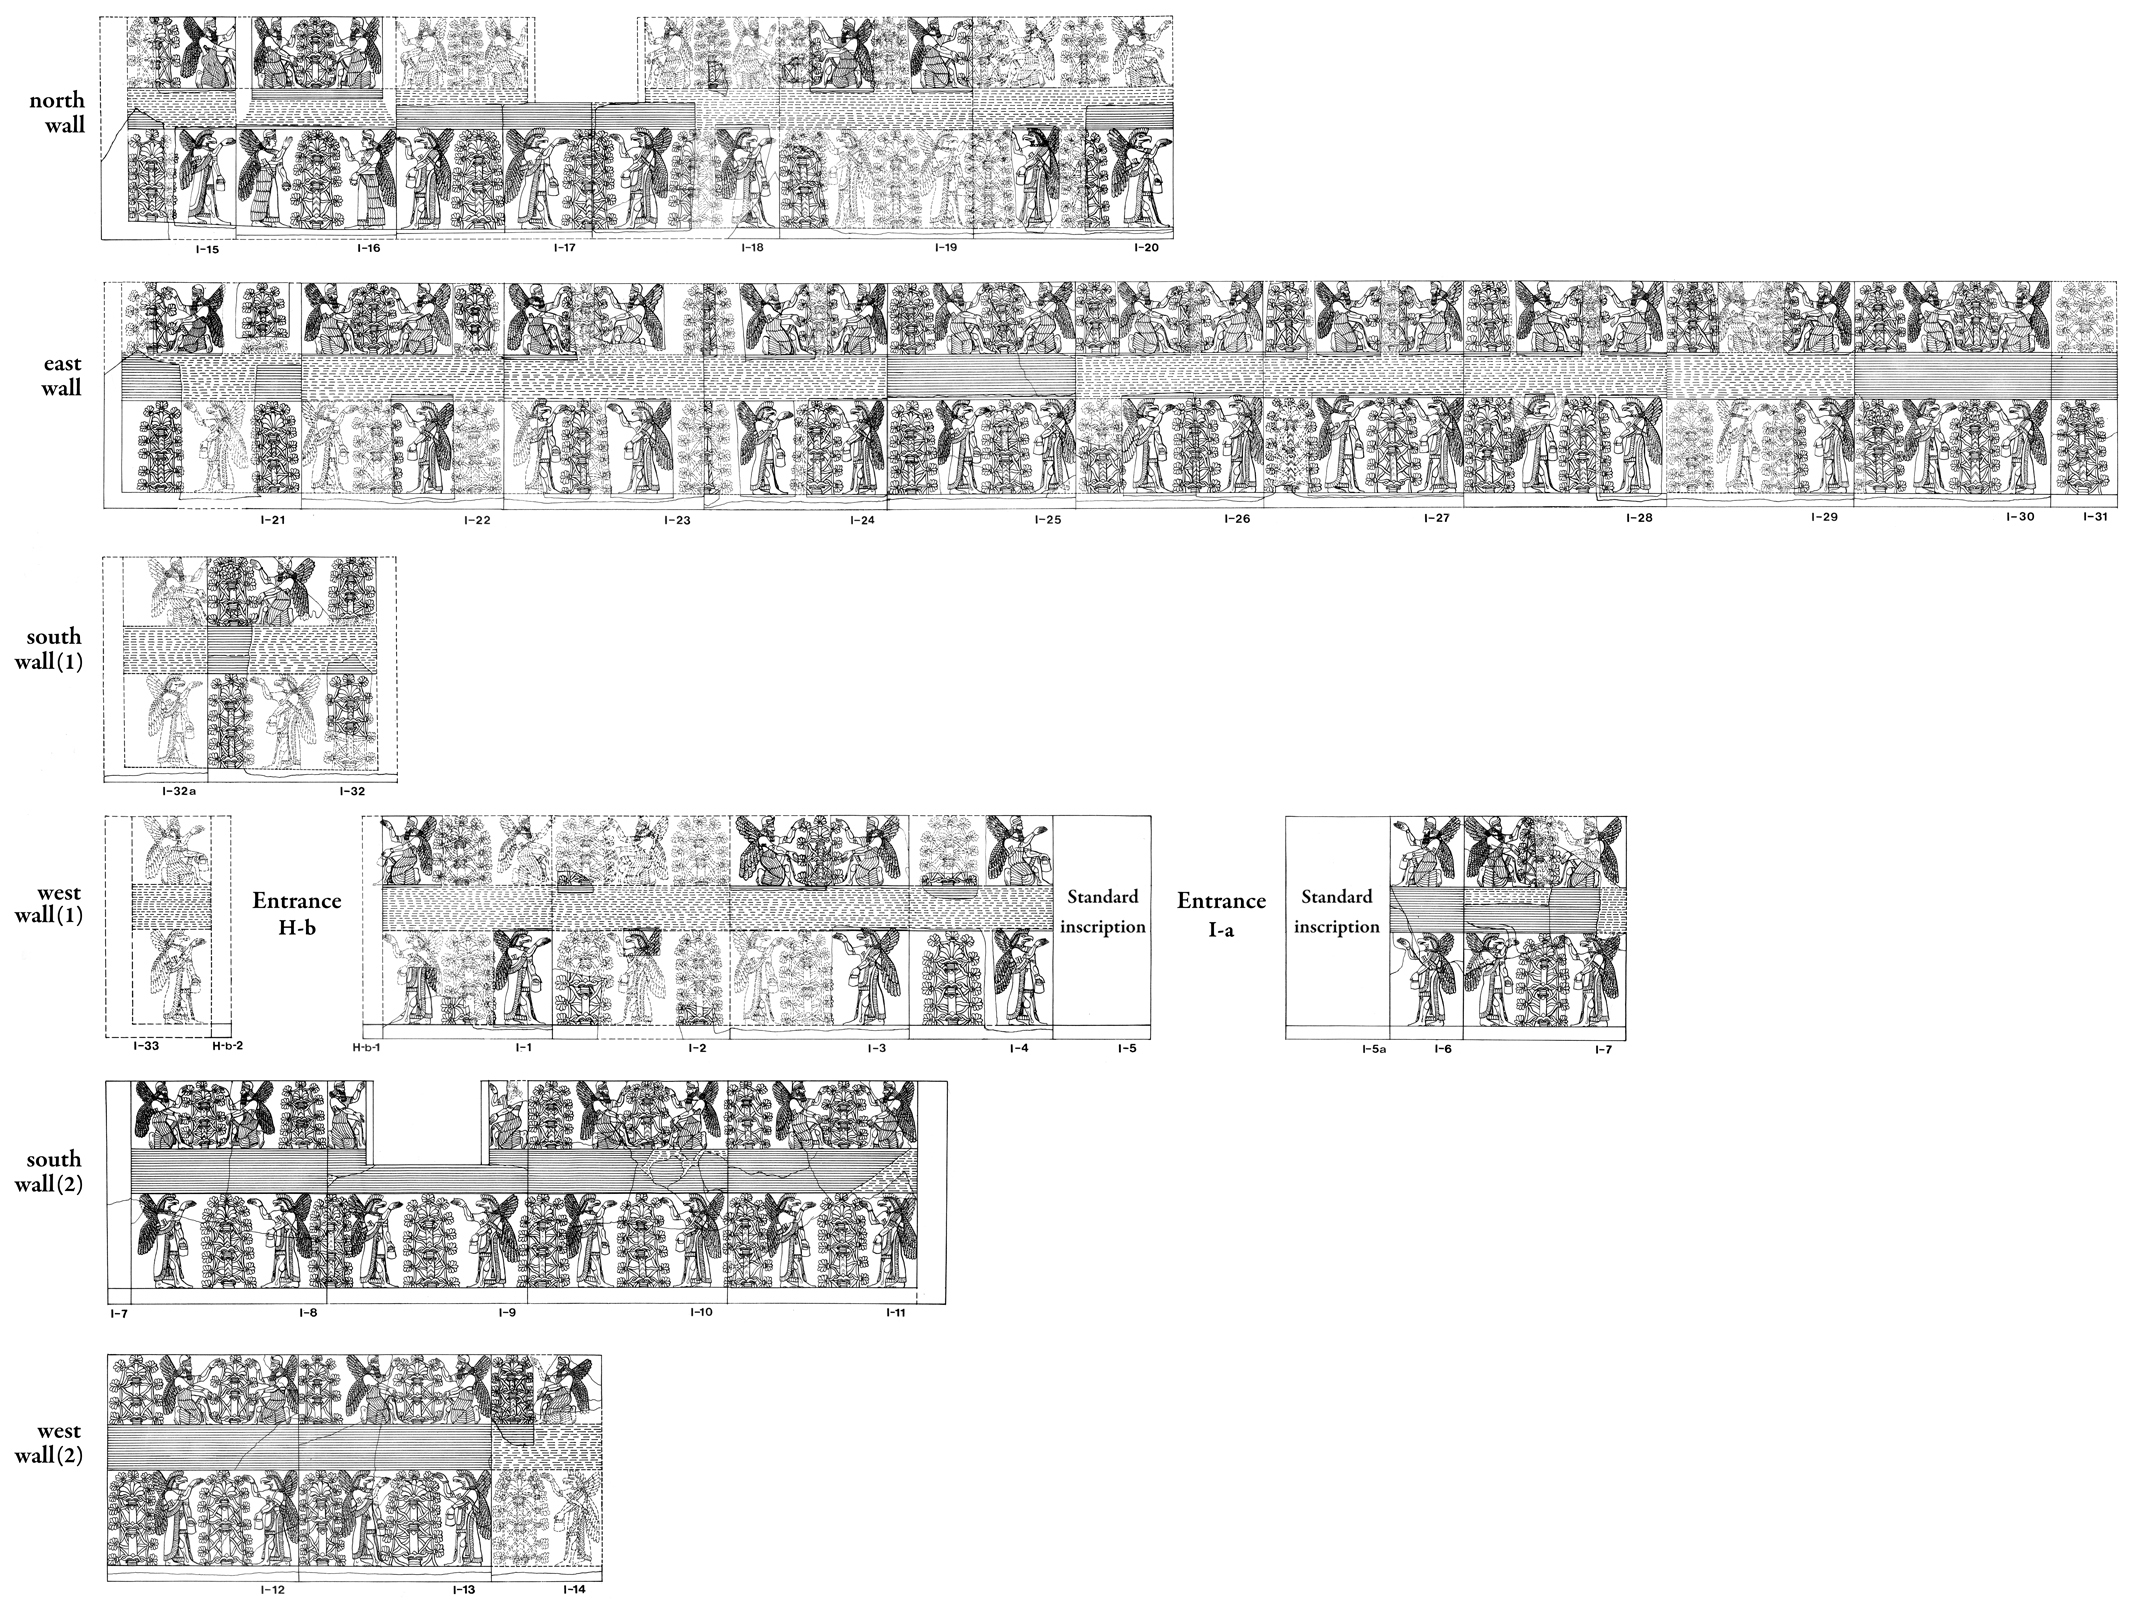 north
wall
I-15 I-16 I-17 I-18 I-19 I-20
east
wall
I-21 I-22 I-23 I-24 I-25 I-26 I-27 I-28 I-29 I-30 I-31
south
wall(1)
I-32a I-32
west
wall(1)
Entrance
H-b
Standard
inscription
Entrance
I-a
Standard
inscription
I-33 H-b-2 H-b-1 I-1 I-2 I-3 I-4 I-5 I-5a I-6 I-7
south
wall(2)
I-7 I-8 I-9 I-10 I-11
west
wall(2)
I-12 I-13 I-14